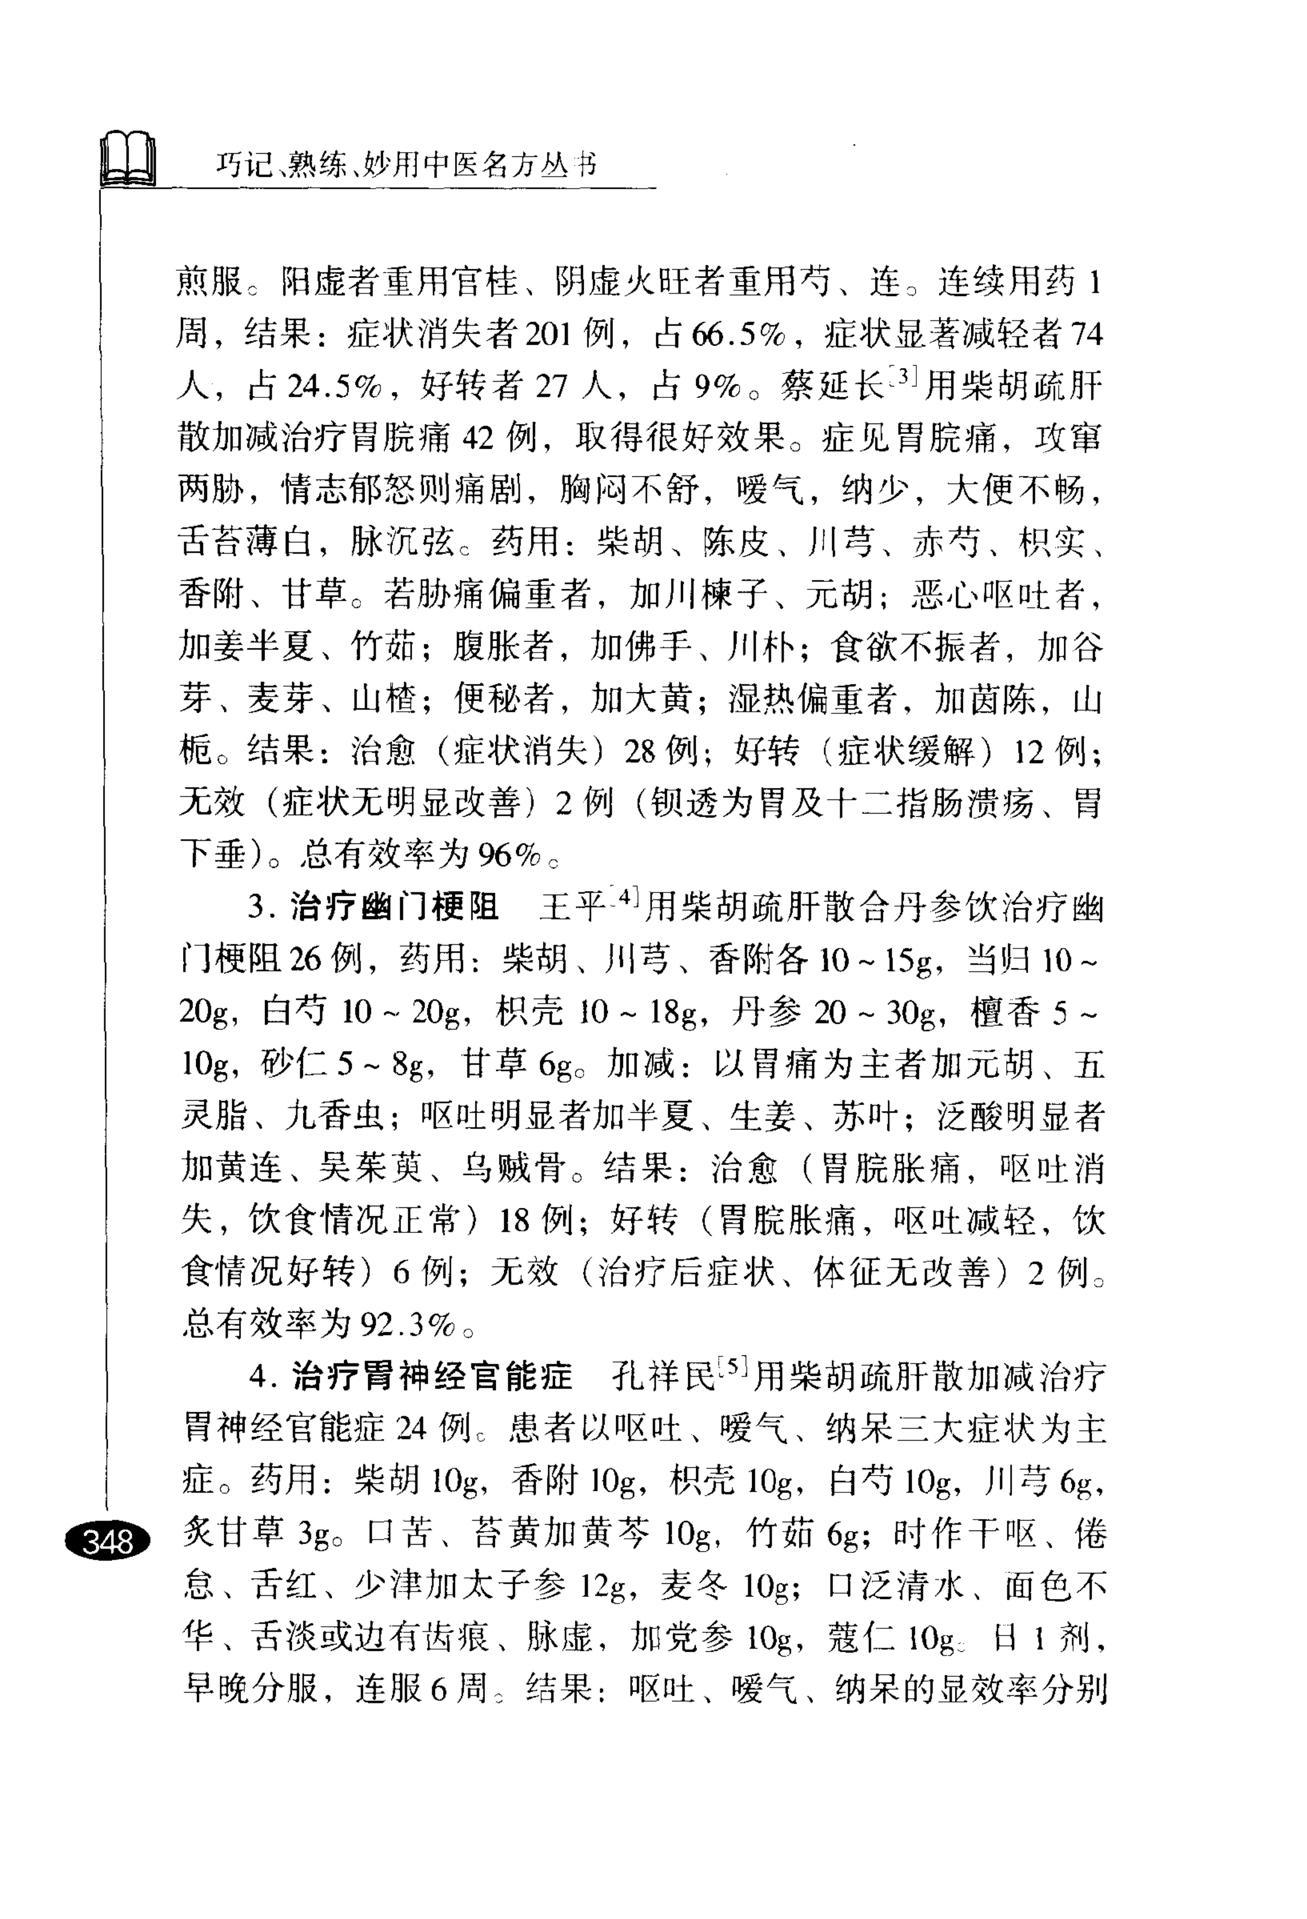 巧记、熟练、妙用中医名方丛书
煎服。阳虚者重用官桂、阴虚火旺者重用芍、连。连续用药1
周，结果：症状消失者201例，占66.5%，症状显著减轻者74
人，占24.5%，好转者27人，占9%。蔡延长[3]用柴胡疏肝
散加减治疗胃脘痛42例，取得很好效果。症见胃脘痛，攻窜
两胁，情志郁怒则痛剧，胸闷不舒，嗳气，纳少，大便不畅，
舌苔薄白，脉沉弦。药用：柴胡、陈皮、川芎、赤芍、枳实、
香附、甘草。若胁痛偏重者，加川楝子、元胡；恶心呕吐者，
加姜半夏、竹茹；腹胀者，加佛手、川朴；食欲不振者，加谷
芽、麦芽、山楂；便秘者，加大黄；湿热偏重者，加茵陈，山
栀。结果：治愈（症状消失）28例；好转（症状缓解）12例；
无效（症状无明显改善）2例（钡透为胃及十二指肠溃疡、胃
下垂）。总有效率为96%。
3. 治疗幽门梗阻 王平[4]用柴胡疏肝散合丹参饮治疗幽
门梗阻26例，药用：柴胡、川芎、香附各10～15g，当归10～
20g，白芍10～20g，枳壳10～18g，丹参20～30g，檀香5～
10g，砂仁5～8g，甘草6g。加减：以胃痛为主者加元胡、五
灵脂、九香虫；呕吐明显者加半夏、生姜、苏叶；泛酸明显者
加黄连、吴茱萸、乌贼骨。结果：治愈（胃脘胀痛，呕吐消
失，饮食情况正常）18例；好转（胃脘胀痛，呕吐减轻，饮
食情况好转）6例；无效（治疗后症状、体征无改善）2例。
总有效率为92.3%。
4. 治疗胃神经官能症 孔祥民[5]用柴胡疏肝散加减治疗
胃神经官能症24例。患者以呕吐、嗳气、纳呆三大症状为主
症。药用：柴胡10g，香附10g，枳壳10g，白芍10g，川芎6g，
炙甘草3g。口苦、苔黄加黄芩10g，竹茹6g；时作干呕、倦
怠、舌红、少津加太子参12g，麦冬10g；口泛清水、面色不
华、舌淡或边有齿痕、脉虚，加党参10g，蔻仁10g。日1剂，
早晚分服，连服6周。结果：呕吐、嗳气、纳呆的显效率分别
348